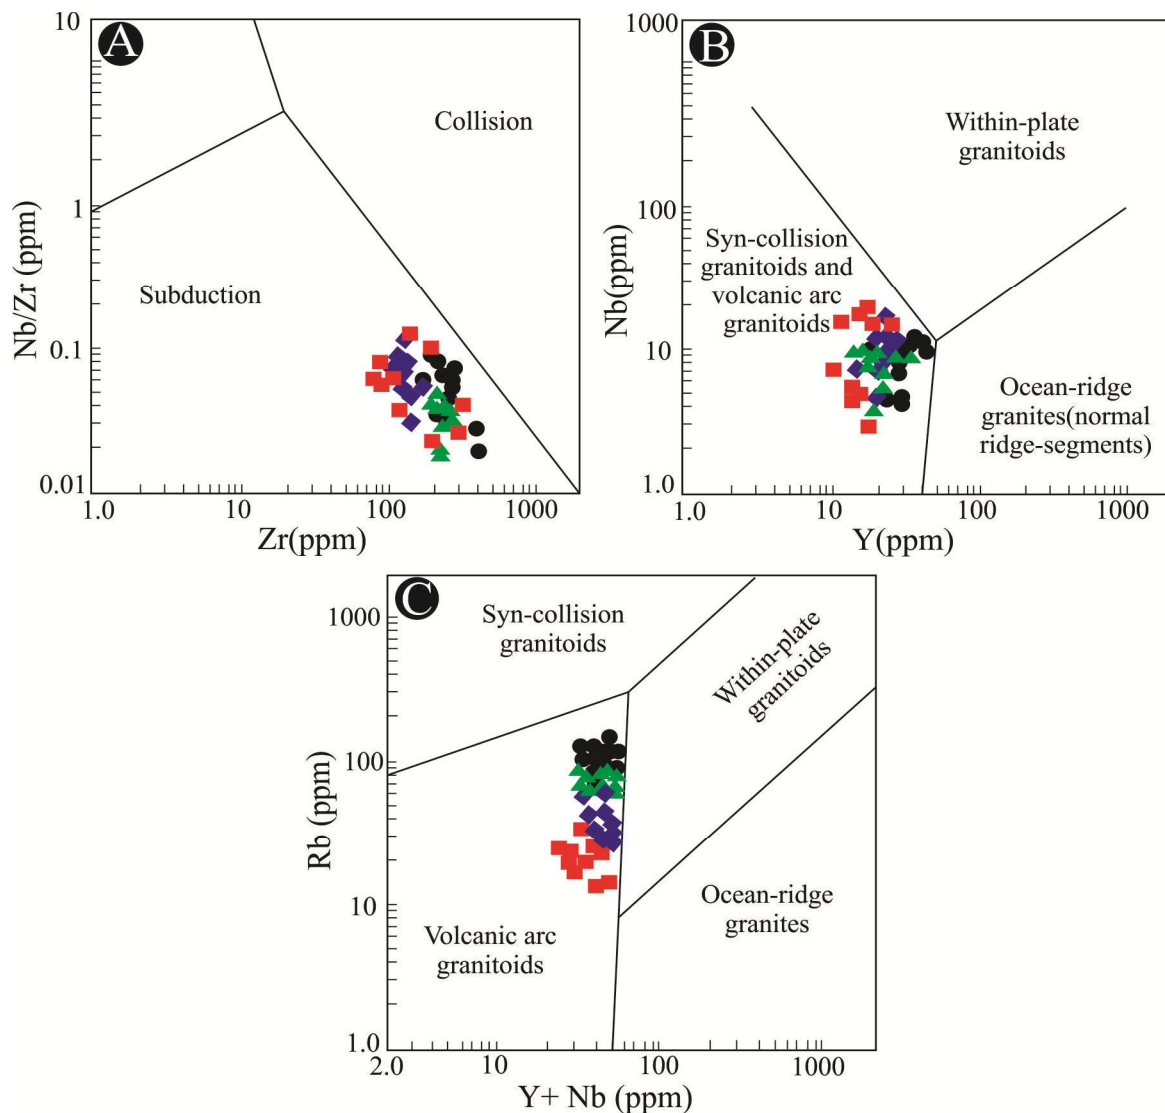 A
10
1
0.1
0.01
Nb/Zr (ppm)
Collision
Subduction
1.0
10
100
1000
Zr(ppm)
B
1000
100
10
1.0
Nb(ppm)
Within-plate
granitoids
Syn-collision
granitoids and
volcanic arc
granitoids
Ocean-ridge
granites(normal
ridge-segments)
1.0
10
100
1000
Y(ppm)
C
1000
100
10
1.0
Rb (ppm)
Syn-collision
granitoids
Within-plate
granitoids
Volcanic arc
granitoids
Ocean-ridge
granites
2.0
10
100
1000
Y+ Nb (ppm)